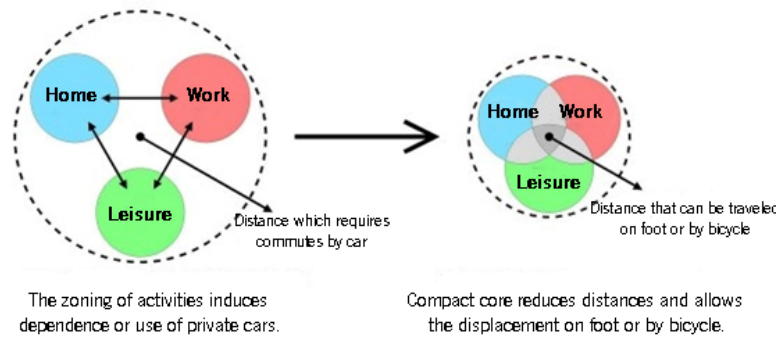 Home
Work
Leisure
Distance which requires
commutes by car
The zoning of activities induces
dependence or use of private cars.
Home
Work
Leisure
Distance that can be traveled
on foot or by bicycle
Compact core reduces distances and allows
the displacement on foot or by bicycle.